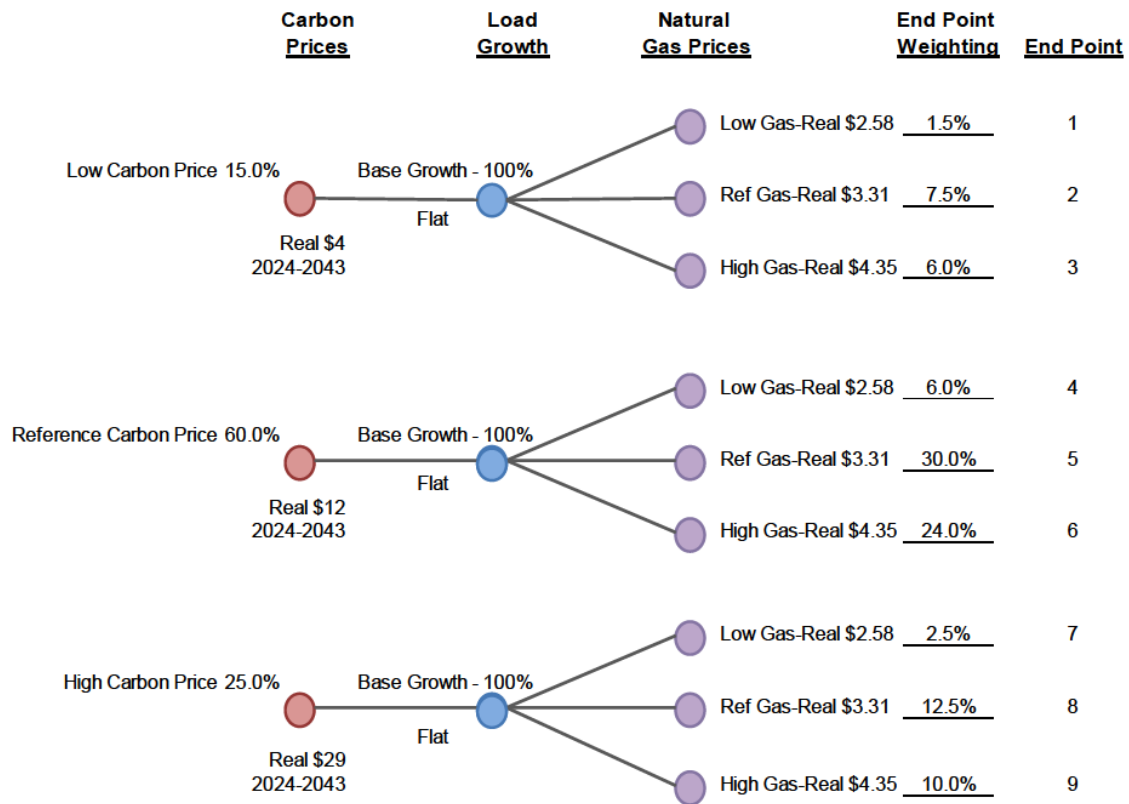 Carbon Load Natural End Point
Prices Growth Gas Prices Weighting End Point
Low Gas-Real $2.58 1.5% 1
Low Carbon Price 15.0% Base Growth - 100%
Ref Gas-Real $3.31 7.5% 2
Flat
Real $4
2024-2043
High Gas-Real $4.35 6.0% 3
Low Gas-Real $2.58 6.0% 4
Reference Carbon Price 60.0% Base Growth - 100%
Ref Gas-Real $3.31 30.0% 5
Flat
Real $12
2024-2043
High Gas-Real $4.35 24.0% 6
Low Gas-Real $2.58 2.5% 7
High Carbon Price 25.0% Base Growth - 100%
Ref Gas-Real $3.31 12.5% 8
Flat
Real $29
2024-2043
High Gas-Real $4.35 10.0% 9